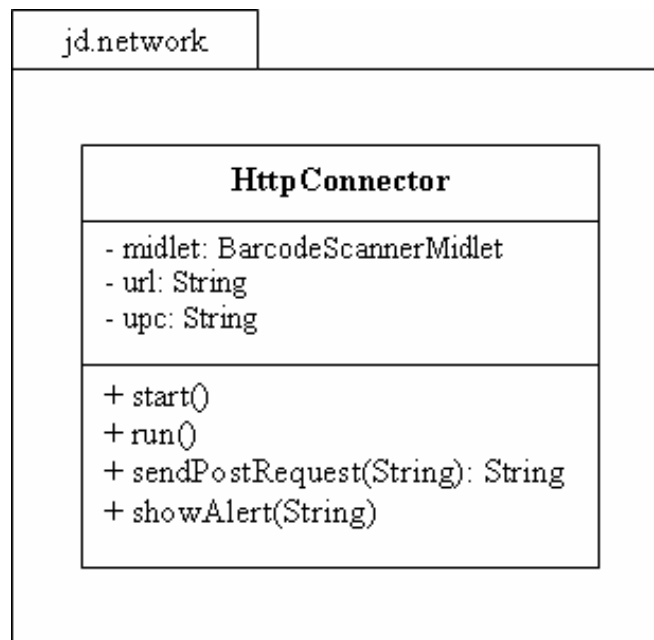 jd.network
HttpConnector
- midlet: BarcodeScannerMidlet
- url: String
- upc: String
+ start()
+ run()
+ sendPostRequest(String): String
+ showAlert(String)